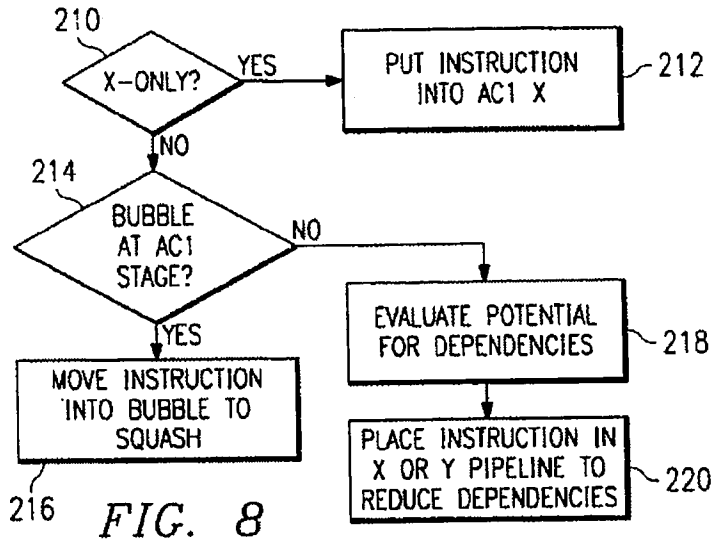 210
X-ONLY?
YES
PUT INSTRUCTION
INTO AC1 X
212
NO
214
BUBBLE
AT AC1
STAGE?
NO
YES
EVALUATE POTENTIAL
FOR DEPENDENCIES
218
MOVE INSTRUCTION
INTO BUBBLE TO
SQUASH
216
PLACE INSTRUCTION IN
X OR Y PIPELINE TO
REDUCE DEPENDENCIES
220
FIG. 8